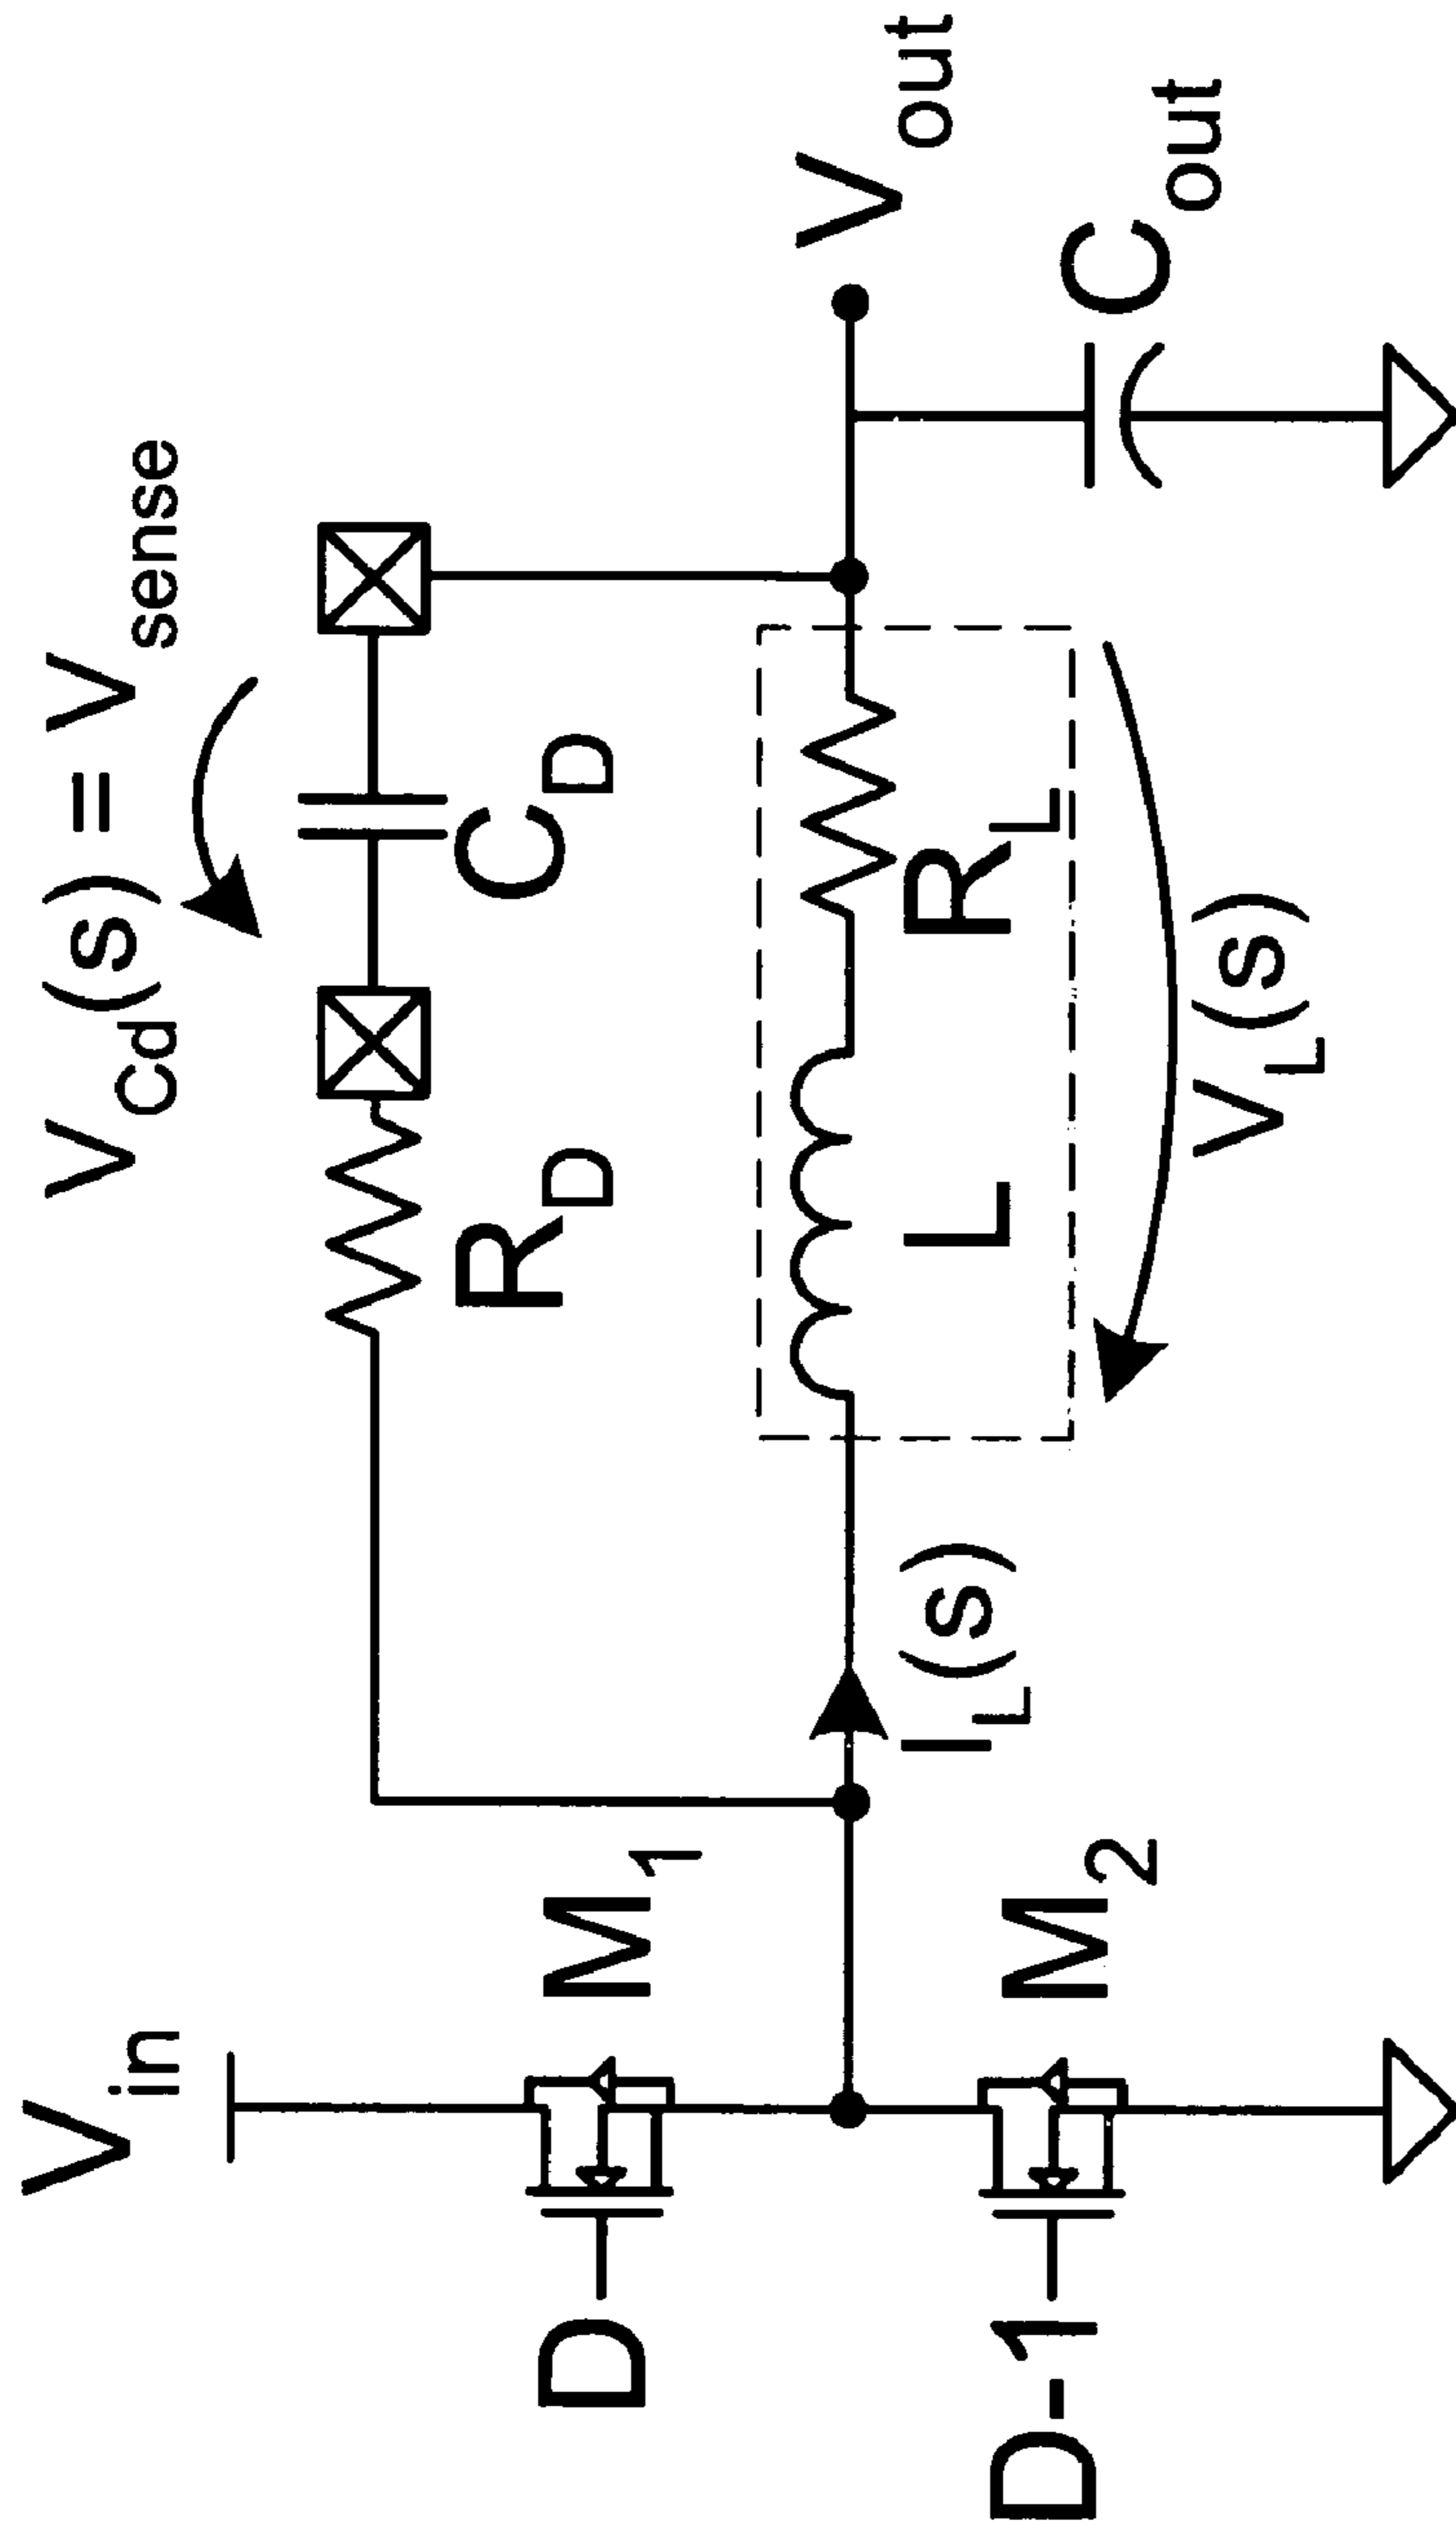 V_in
V_Cd(s) = V_sense
D
M_1
R_D
C_D
V_out
D-1
M_2
I_L(s)
L
R_L
C_out
V_L(s)